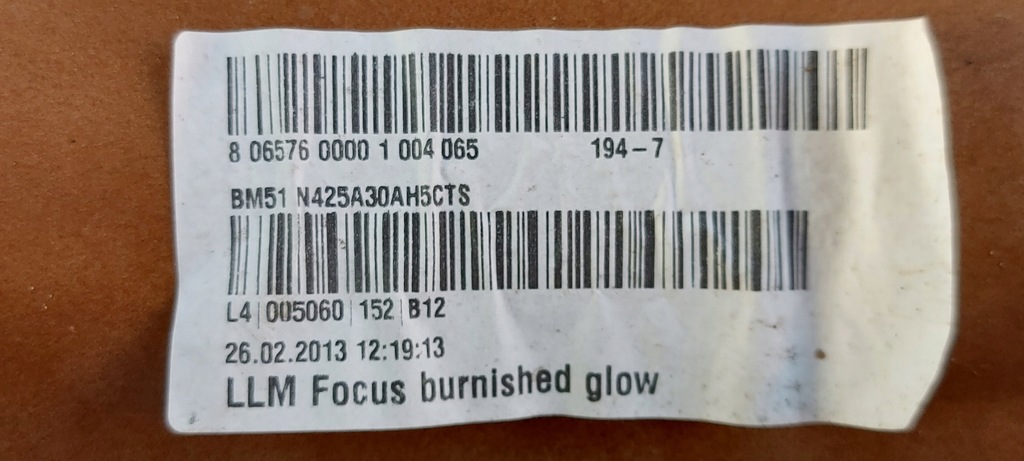 8 06576 0000 1 004 065 194-7
BM51 N425A30AH5CTS
L4 | 005060 | 152 | B12
26.02.2013 12:19:13
LLM Focus burnished glow